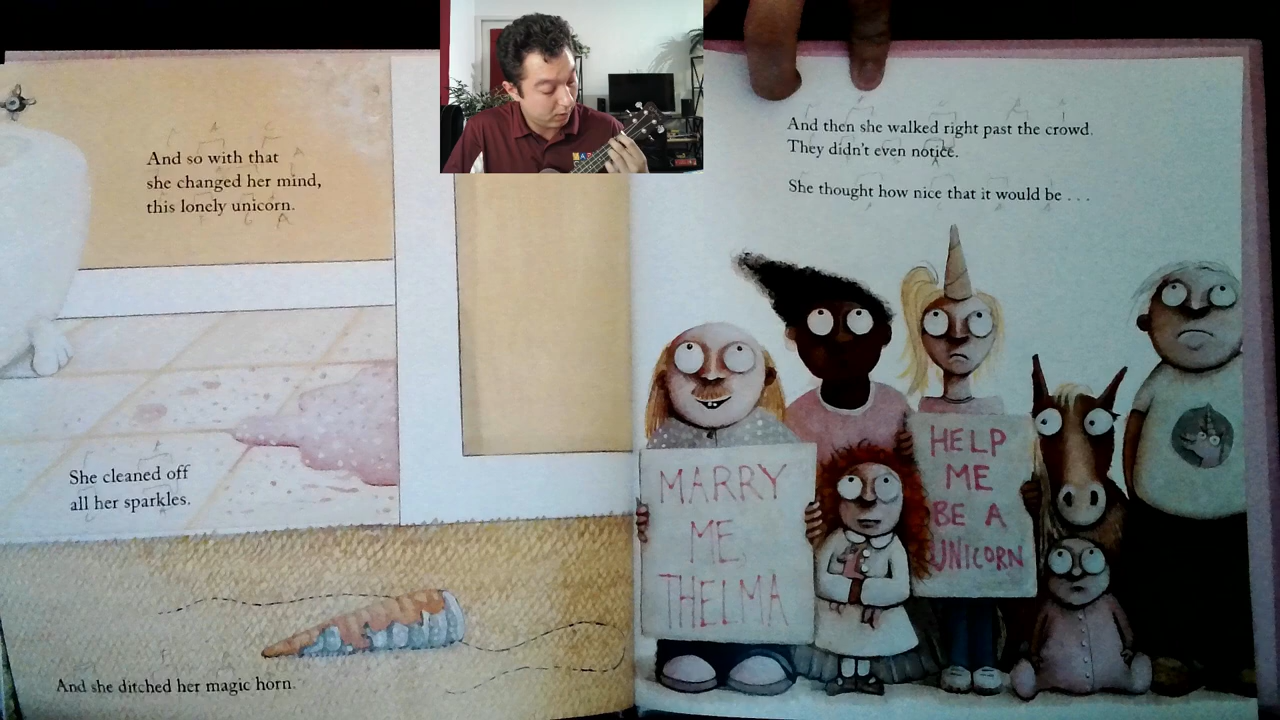 And so with that
she changed her mind,
this lonely unicorn.
She cleaned off
all her sparkles.
And she ditched her magic horn.
And then she walked right past the crowd.
They didn't even notice.
She thought how nice that it would be . . .
MARRY
ME
THELMA
HELP
ME
BE A
UNICORN